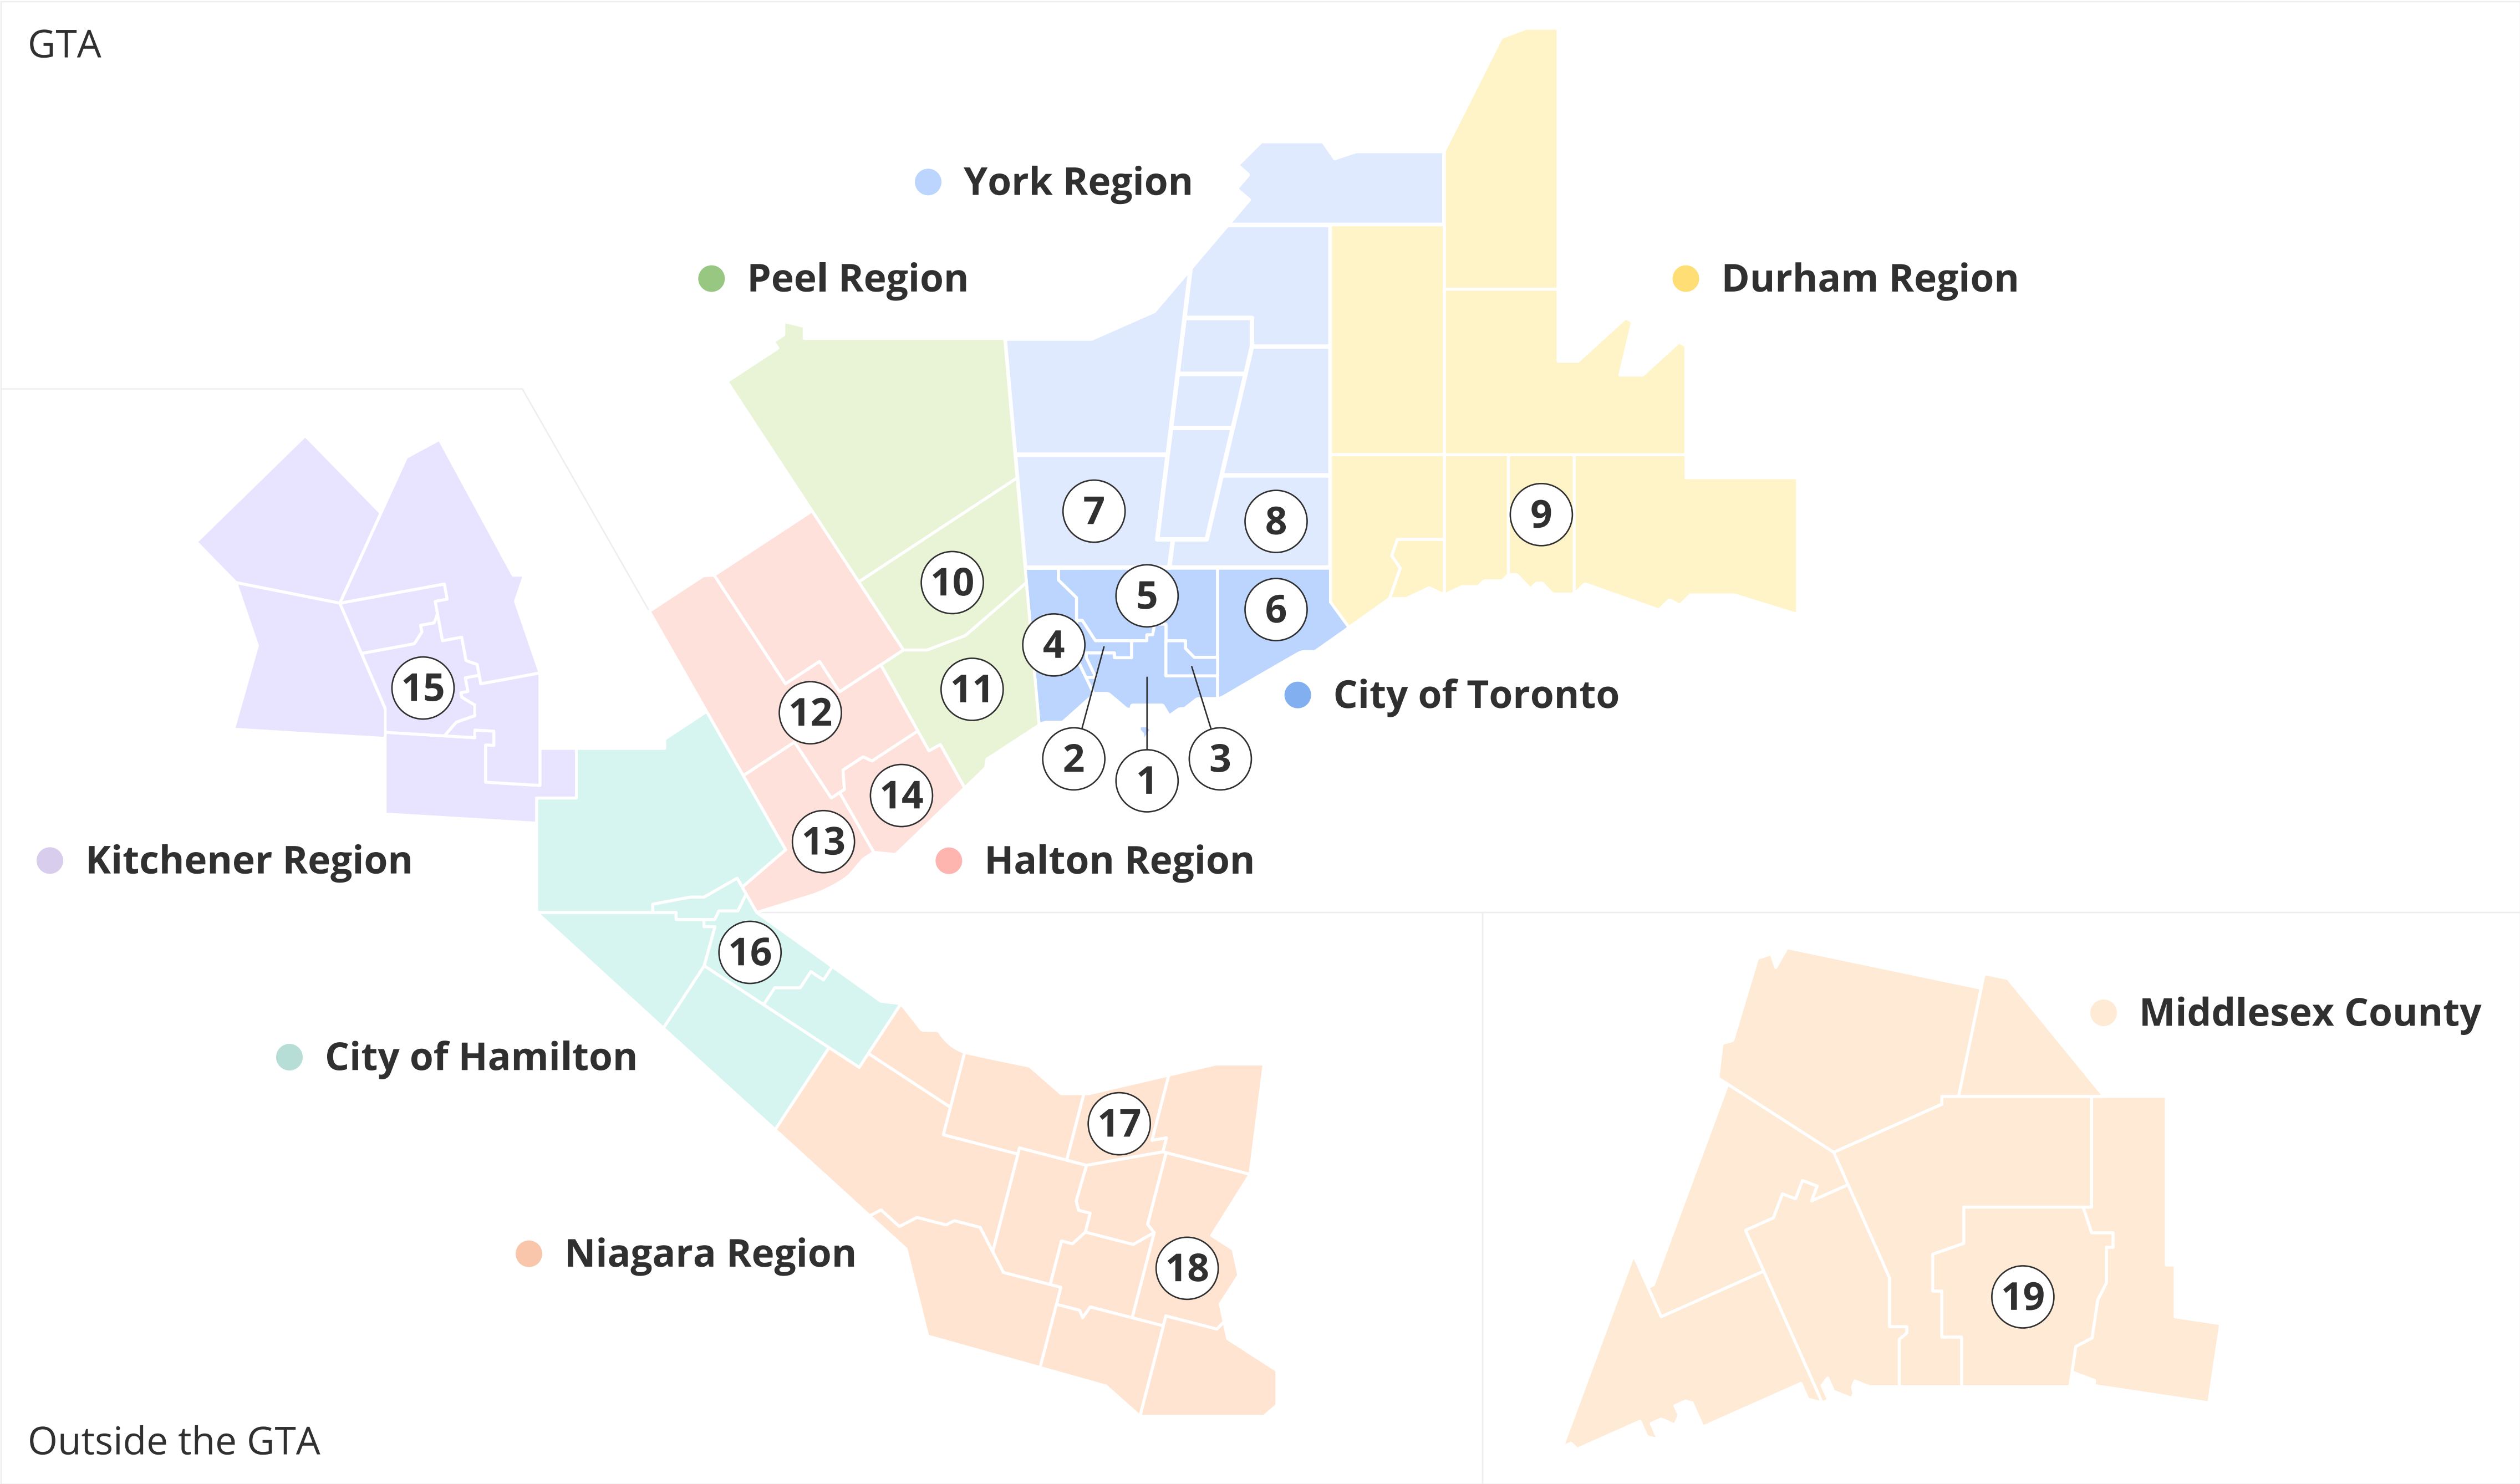 GTA
York Region
Peel Region
Durham Region
7
8
9
10
5
6
4
11
15
12
City of Toronto
2
1
3
14
13
Kitchener Region
Halton Region
16
Middlesex County
City of Hamilton
17
Niagara Region
18
19
Outside the GTA